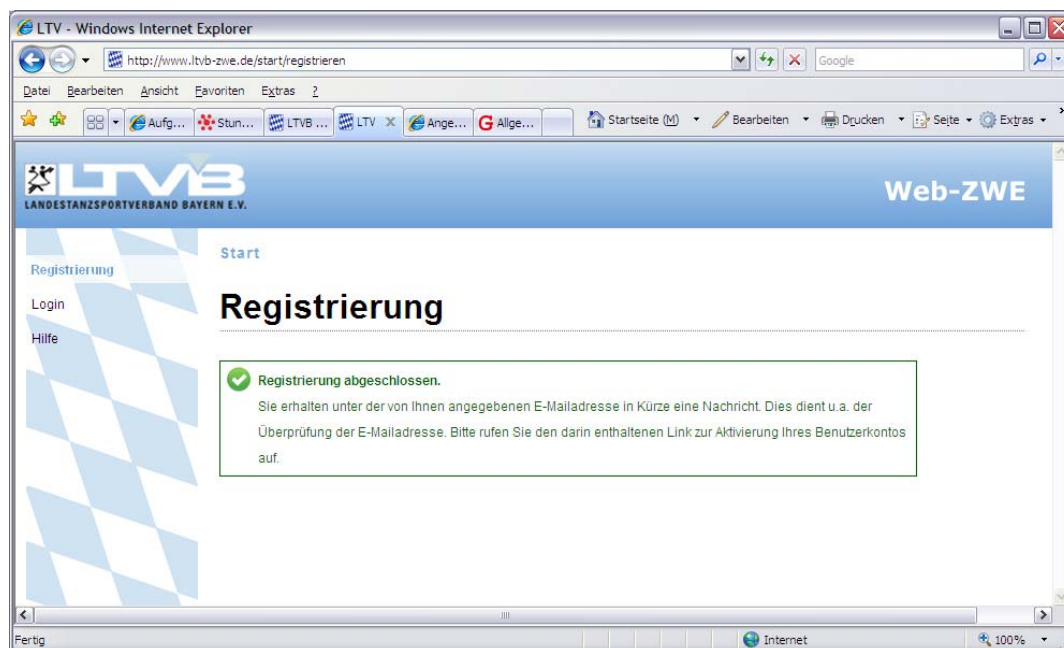 LTV - Windows Internet Explorer
http://www.ltvb-zwe.de/start/registrieren
Google
Datei Bearbeiten Ansicht Favoriten Extras ?
Aufg... Stun... LTVB ... LTV Ange... G Allge... Startseite (M) Bearbeiten Drucken Seite Extras
LTVB
LANDESTANZSPORTVERBAND BAYERN E.V.
Web-ZWE
Start
Registrierung
Login
Hilfe
Registrierung
Registrierung abgeschlossen.
Sie erhalten unter der von Ihnen angegebenen E-Mailadresse in Kürze eine Nachricht. Dies dient u.a. der
Überprüfung der E-Mailadresse. Bitte rufen Sie den darin enthaltenen Link zur Aktivierung Ihres Benutzerkontos
auf.
Fertig
Internet
100%